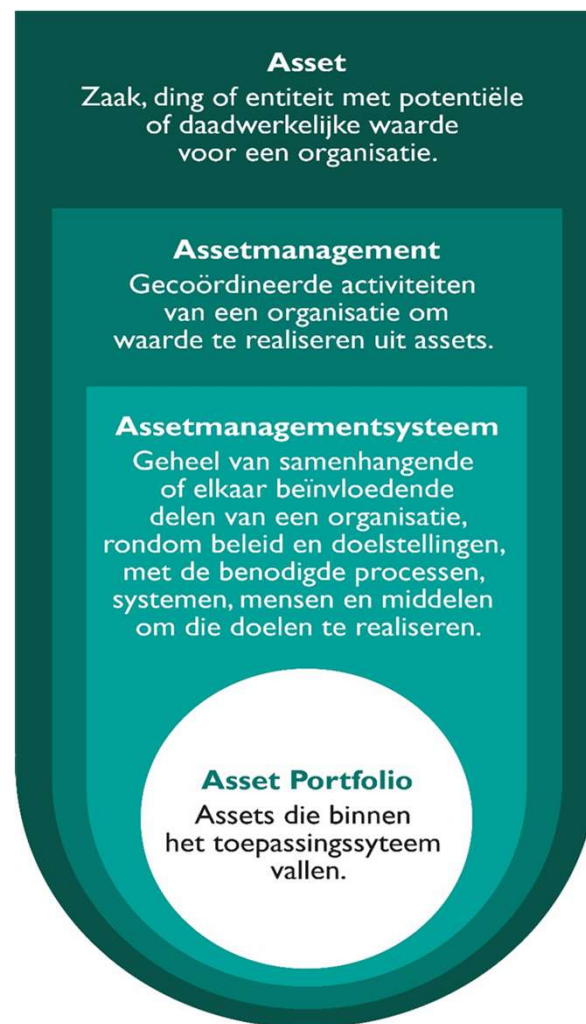 Asset
Zaak, ding of entiteit met potentiële
of daadwerkelijke waarde
voor een organisatie.
Assetmanagement
Gecoördineerde activiteiten
van een organisatie om
waarde te realiseren uit assets.
Assetmanagementsysteem
Geheel van samenhangende
of elkaar beïnvloedende
delen van een organisatie,
rondom beleid en doelstellingen,
met de benodigde processen,
systemen, mensen en middelen
om die doelen te realiseren.
Asset Portfolio
Assets die binnen
het toepassingssyteem
vallen.